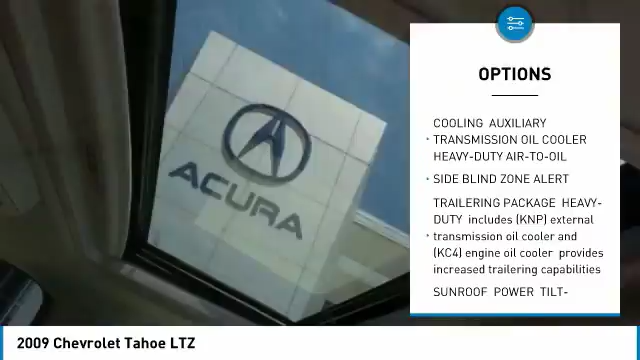 ACURA
OPTIONS
COOLING AUXILIARY
• TRANSMISSION OIL COOLER
HEAVY-DUTY AIR-TO-OIL
• SIDE BLIND ZONE ALERT
TRAILERING PACKAGE HEAVY-
DUTY includes (KNP) external
• transmission oil cooler and
(KC4) engine oil cooler provides
increased trailering capabilities
SUNROOF POWER TILT-
2009 Chevrolet Tahoe LTZ